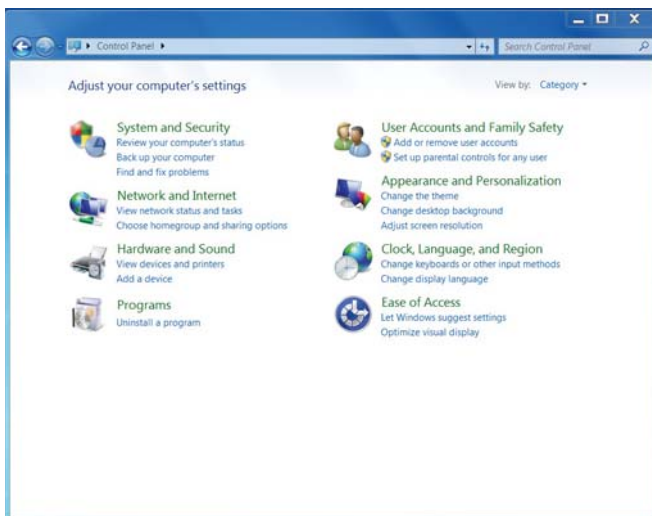 Control Panel
Search Control Panel
Adjust your computer's settings
View by: Category
System and Security
Review your computer's status
Back up your computer
Find and fix problems
Network and Internet
View network status and tasks
Choose homegroup and sharing options
Hardware and Sound
View devices and printers
Add a device
Programs
Uninstall a program
User Accounts and Family Safety
Add or remove user accounts
Set up parental controls for any user
Appearance and Personalization
Change the theme
Change desktop background
Adjust screen resolution
Clock, Language, and Region
Change keyboards or other input methods
Change display language
Ease of Access
Let Windows suggest settings
Optimize visual display